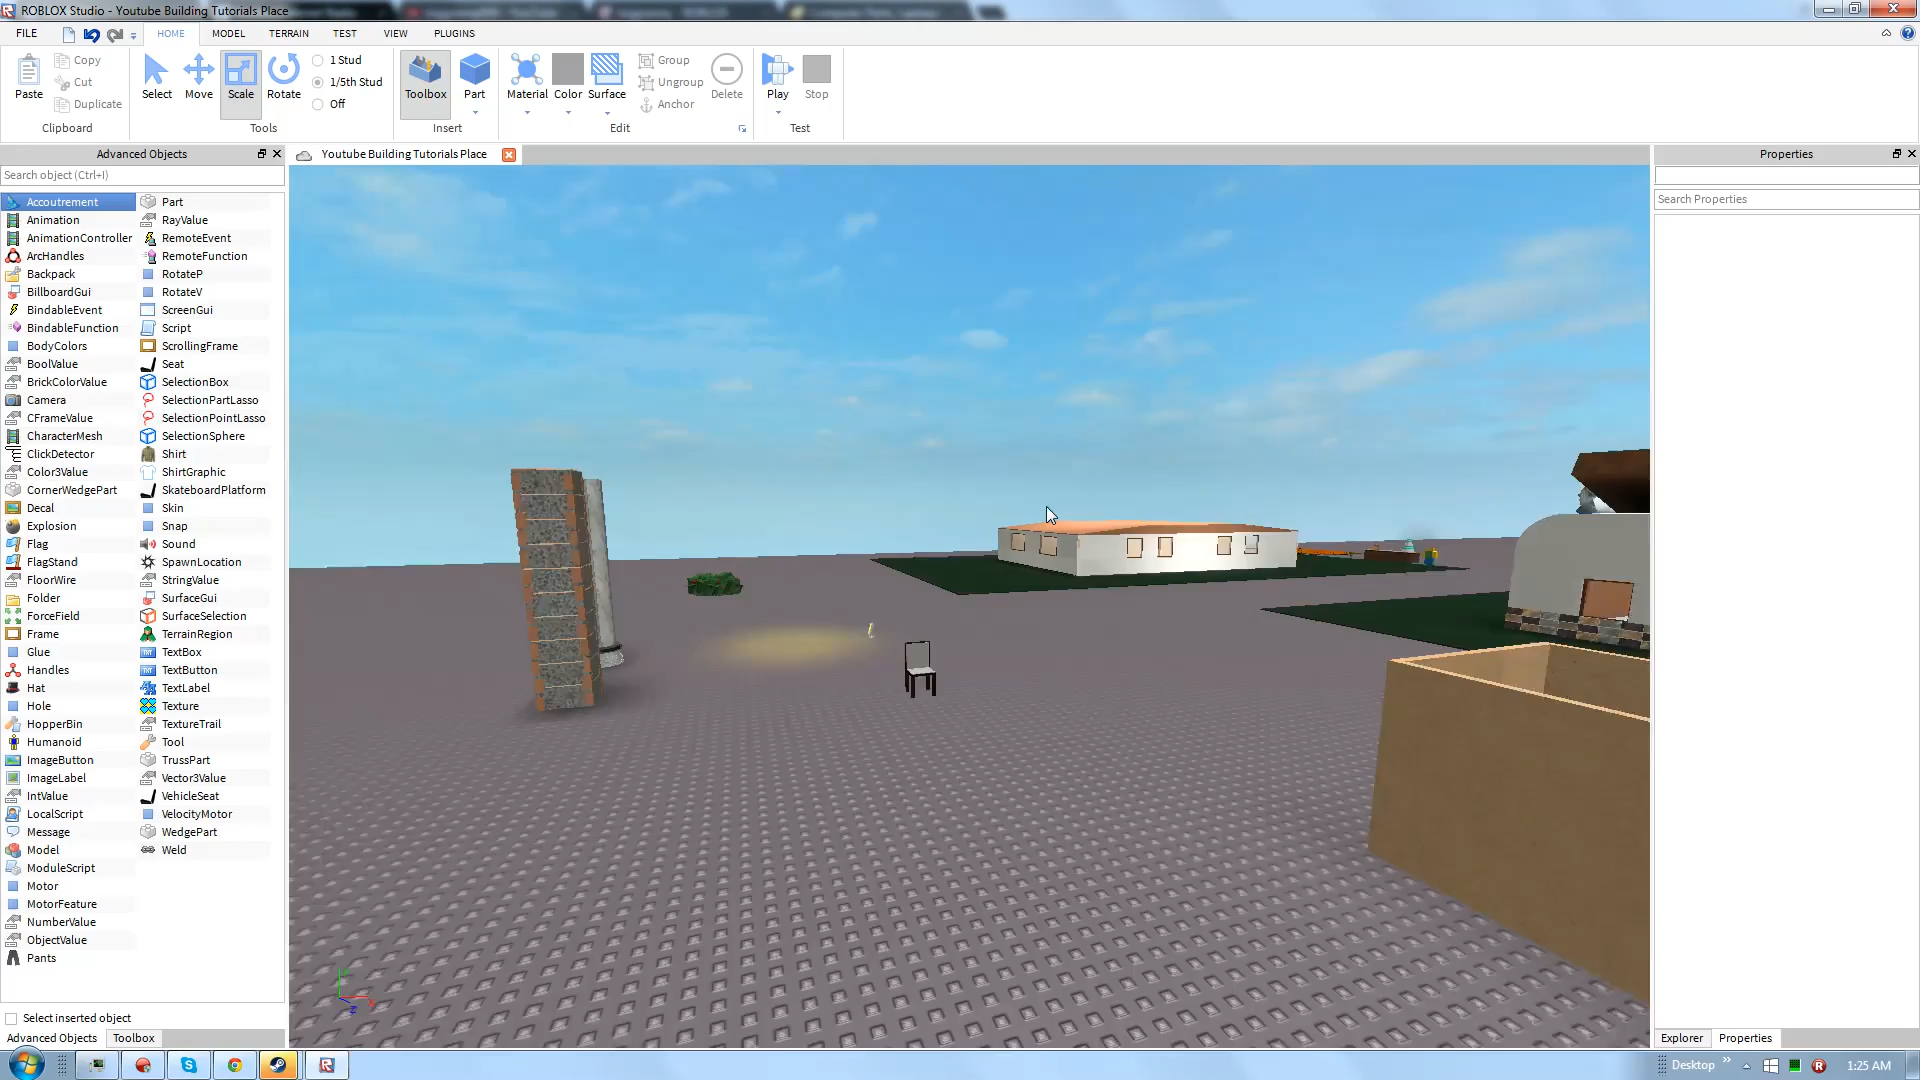 ROBLOX Studio - Youtube Building Tutorials Place
FILE
HOME
MODEL
TERRAIN
TEST
VIEW
PLUGINS
Paste
Copy
Cut
Duplicate
Clipboard
Select
Move
Scale
Rotate
1 Stud
1/5th Stud
Off
Tools
Toolbox
Part
Insert
Material
Color
Surface
Group
Ungroup
Anchor
Delete
Edit
Play
Stop
Test
Advanced Objects
Search object (Ctrl+I)
Accoutrement
Animation
AnimationController
ArcHandles
Backpack
BillboardGui
BindableEvent
BindableFunction
BodyColors
BoolValue
BrickColorValue
Camera
CFrameValue
CharacterMesh
ClickDetector
Color3Value
CornerWedgePart
Decal
Explosion
Flag
FlagStand
FloorWire
Folder
ForceField
Frame
Glue
Handles
Hat
Hole
HopperBin
Humanoid
ImageButton
ImageLabel
IntValue
LocalScript
Message
Model
ModuleScript
Motor
MotorFeature
NumberValue
ObjectValue
Pants
Part
RayValue
RemoteEvent
RemoteFunction
RotateP
RotateV
ScreenGui
Script
ScrollingFrame
Seat
SelectionBox
SelectionPartLasso
SelectionPointLasso
SelectionSphere
Shirt
ShirtGraphic
SkateboardPlatform
Skin
Snap
Sound
SpawnLocation
StringValue
SurfaceGui
SurfaceSelection
TerrainRegion
TextBox
TextButton
TextLabel
Texture
TextureTrail
Tool
TrussPart
Vector3Value
VehicleSeat
VelocityMotor
WedgePart
Weld
Select inserted object
Advanced Objects
Toolbox
Youtube Building Tutorials Place
Properties
Search Properties
Explorer
Properties
Desktop
1:25 AM